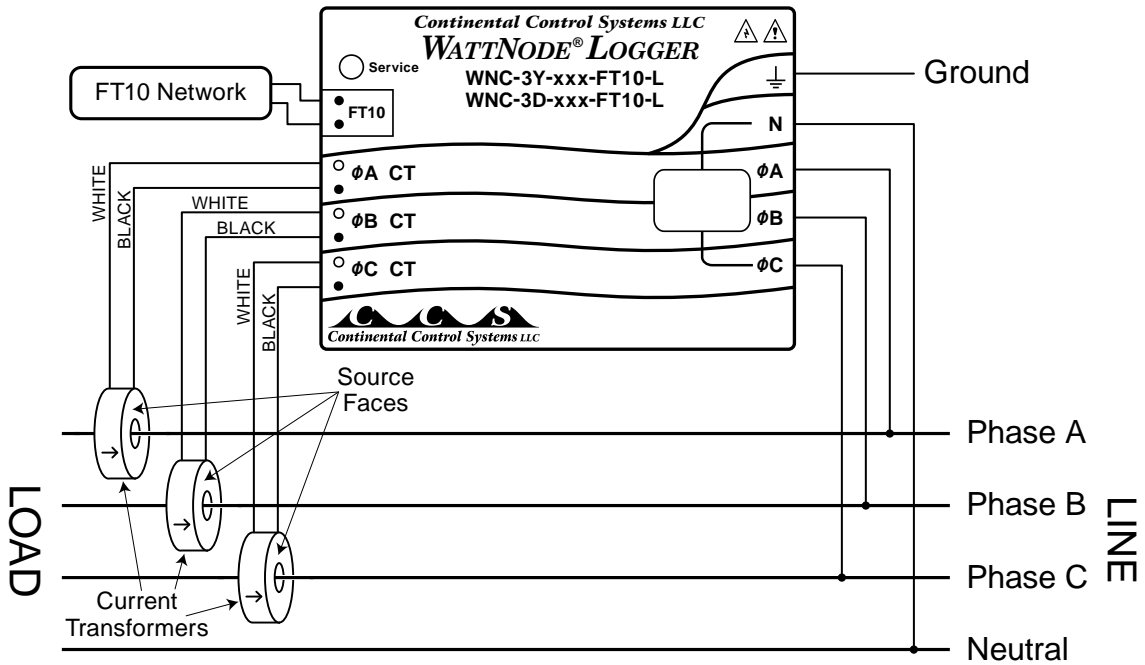 Continental Control Systems LLC
WATTNODE® LOGGER
WNC-3Y-xxx-FT10-L
WNC-3D-xxx-FT10-L
Service
FT10 Network
FT10
Ground
N
ϕA CT
ϕA
ϕB CT
ϕB
ϕC CT
ϕC
WHITE
BLACK
WHITE
BLACK
WHITE
BLACK
CCS
Continental Control Systems LLC
Source
Faces
Phase A
Phase B
Phase C
Neutral
LOAD
LINE
Current
Transformers